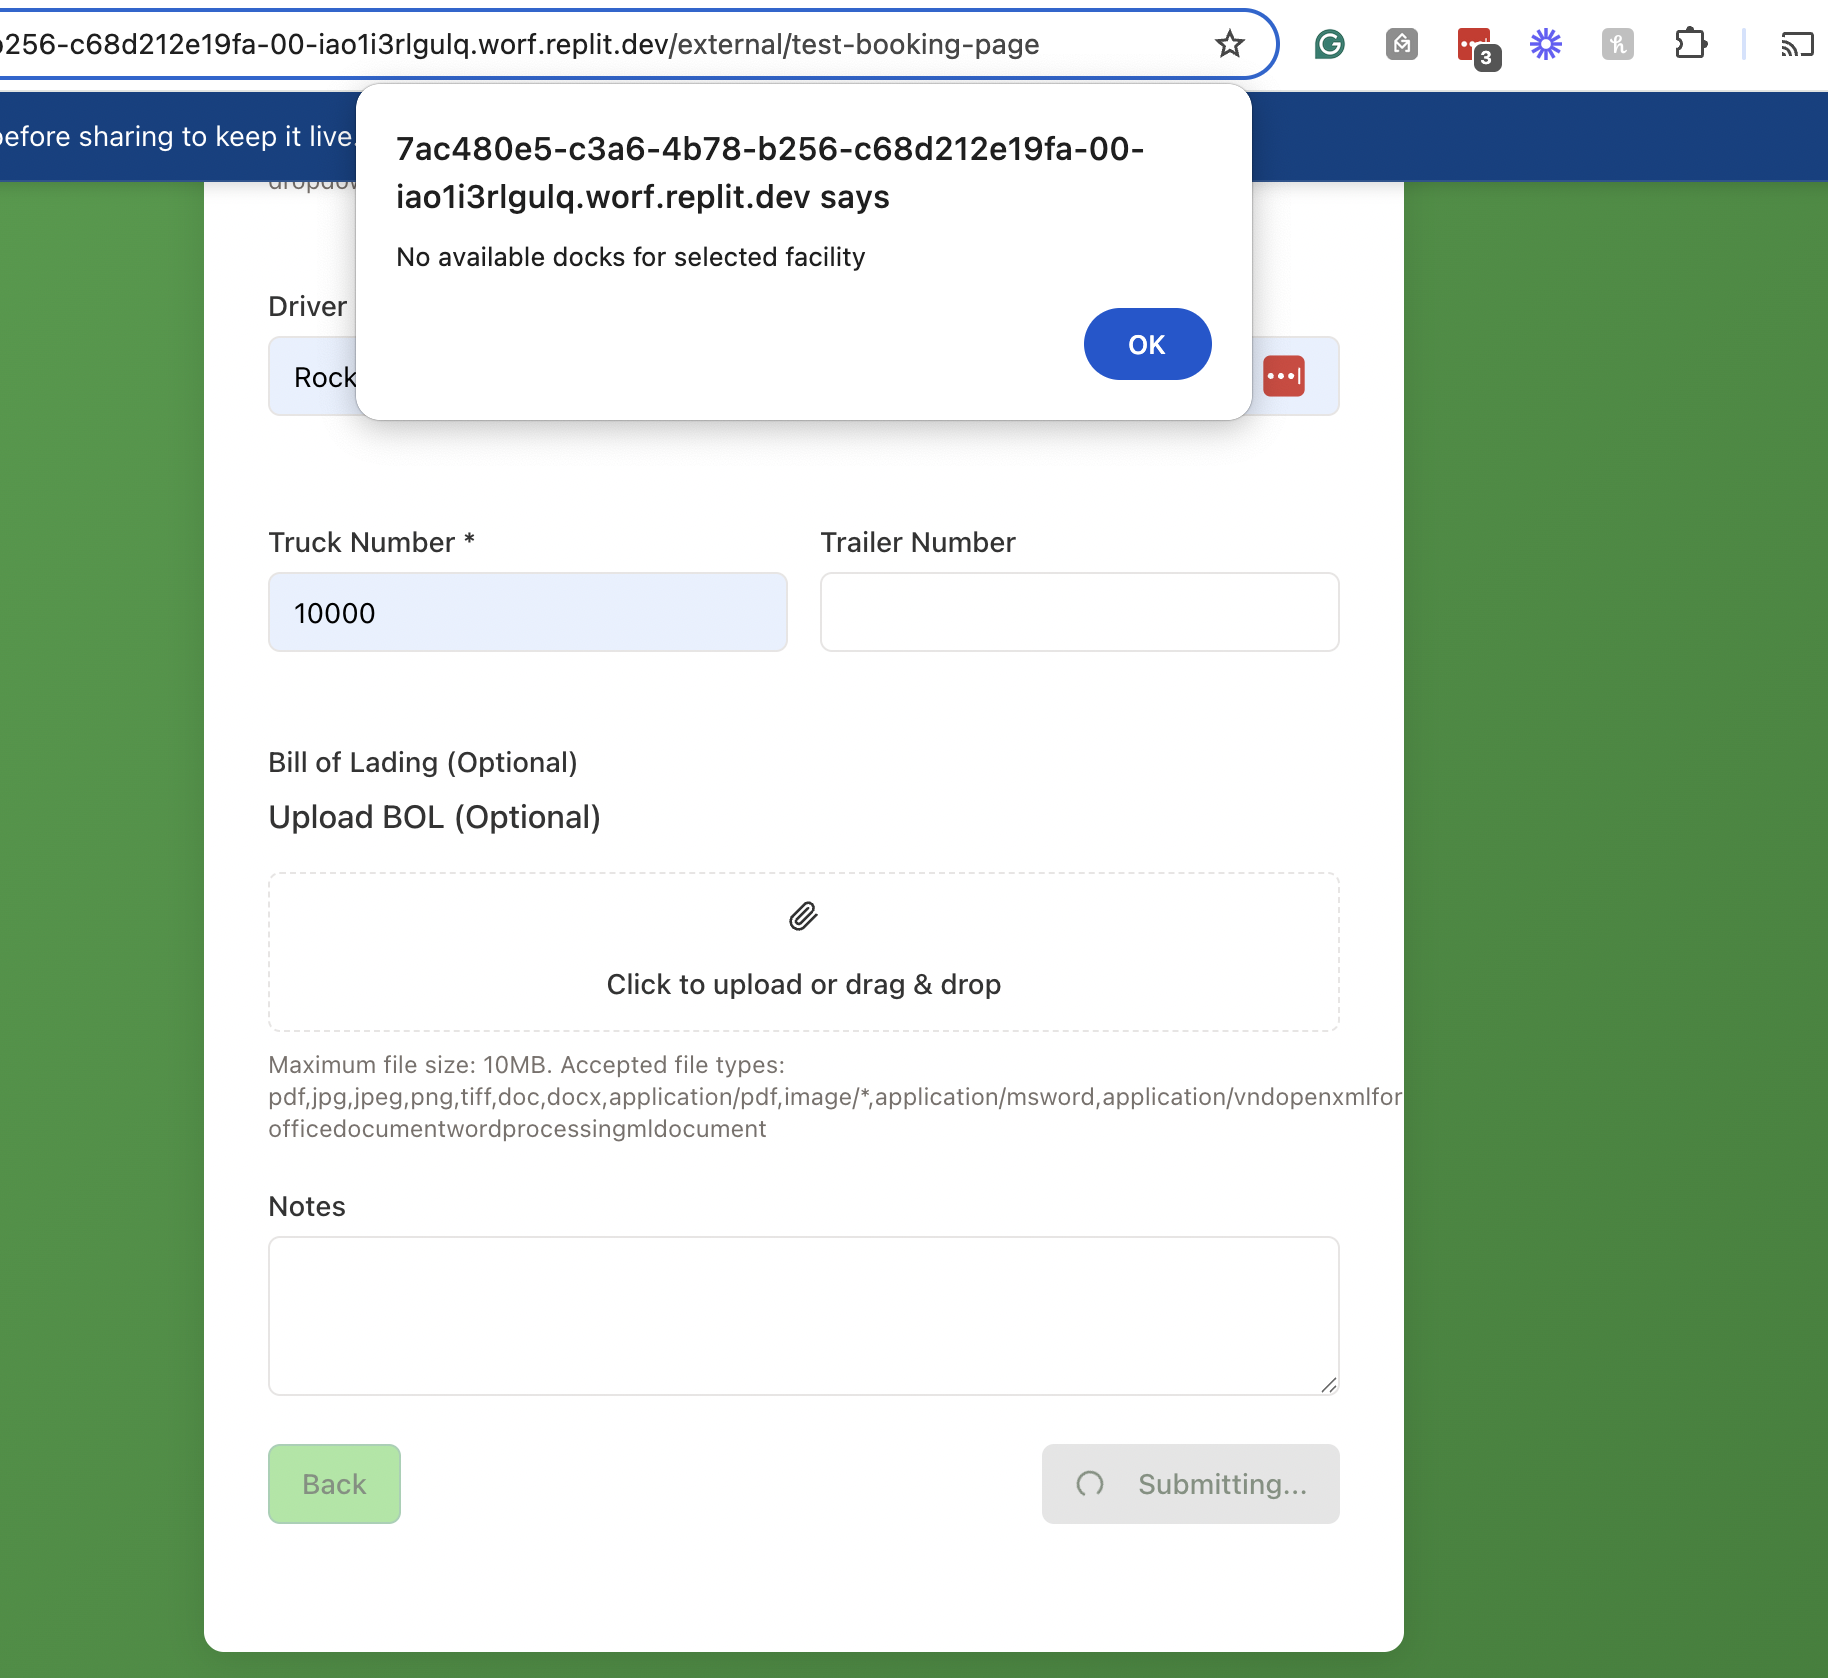 b256-c68d212e19fa-00-iao1i3rlgulq.worf.replit.dev/external/test-booking-page
3
before sharing to keep it live.
7ac480e5-c3a6-4b78-b256-c68d212e19fa-00-
iao1i3rlgulq.worf.replit.dev says
No available docks for selected facility
OK
Driver
Rock
Truck Number *
Trailer Number
10000
Bill of Lading (Optional)
Upload BOL (Optional)
Click to upload or drag & drop
Maximum file size: 10MB. Accepted file types:
pdf,jpg,jpeg,png,tiff,doc,docx,application/pdf,image/*,application/msword,application/vndopenxmlfor
officedocumentwordprocessingmldocument
Notes
Back
Submitting...